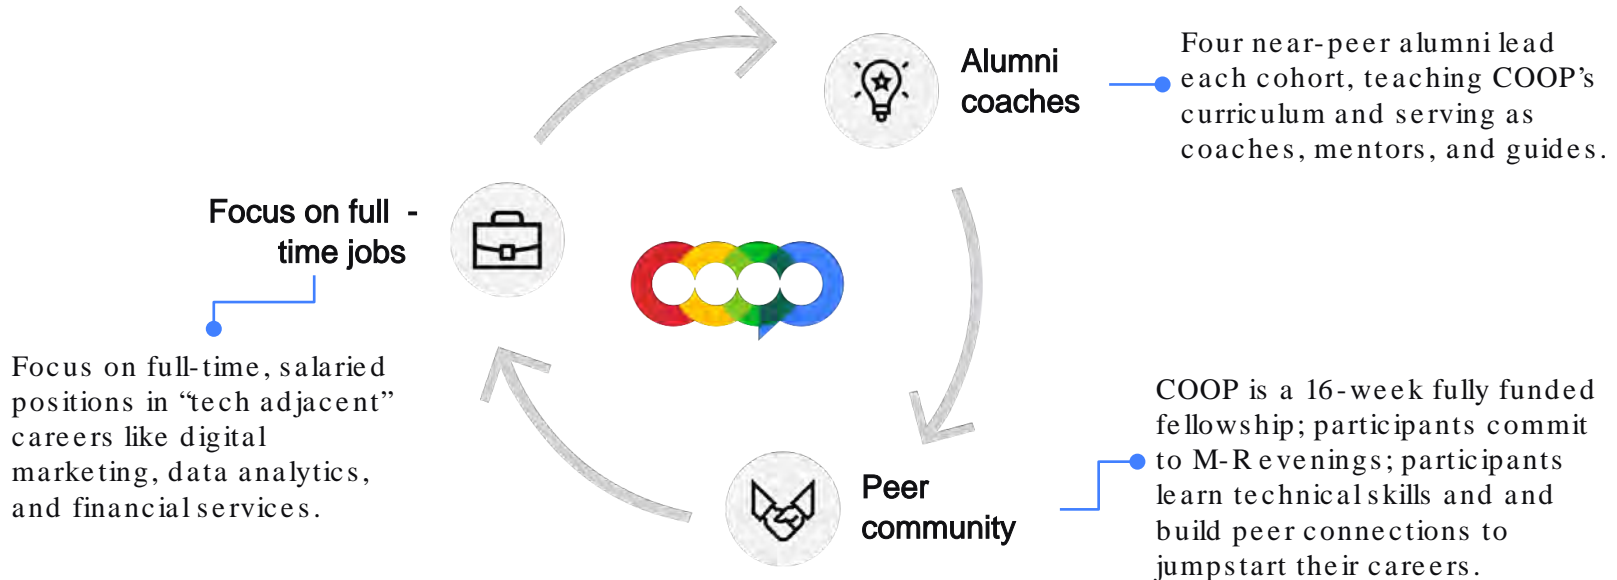 Alumni
coaches
Four near-peer alumni lead
each cohort, teaching COOP’s
curriculum and serving as
coaches, mentors, and guides.
Focus on full -
time jobs
Focus on full-time, salaried
positions in “tech adjacent”
careers like digital
marketing, data analytics,
and financial services.
Peer
community
COOP is a 16-week fully funded
fellowship; participants commit
to M-R evenings; participants
learn technical skills and and
build peer connections to
jumpstart their careers.